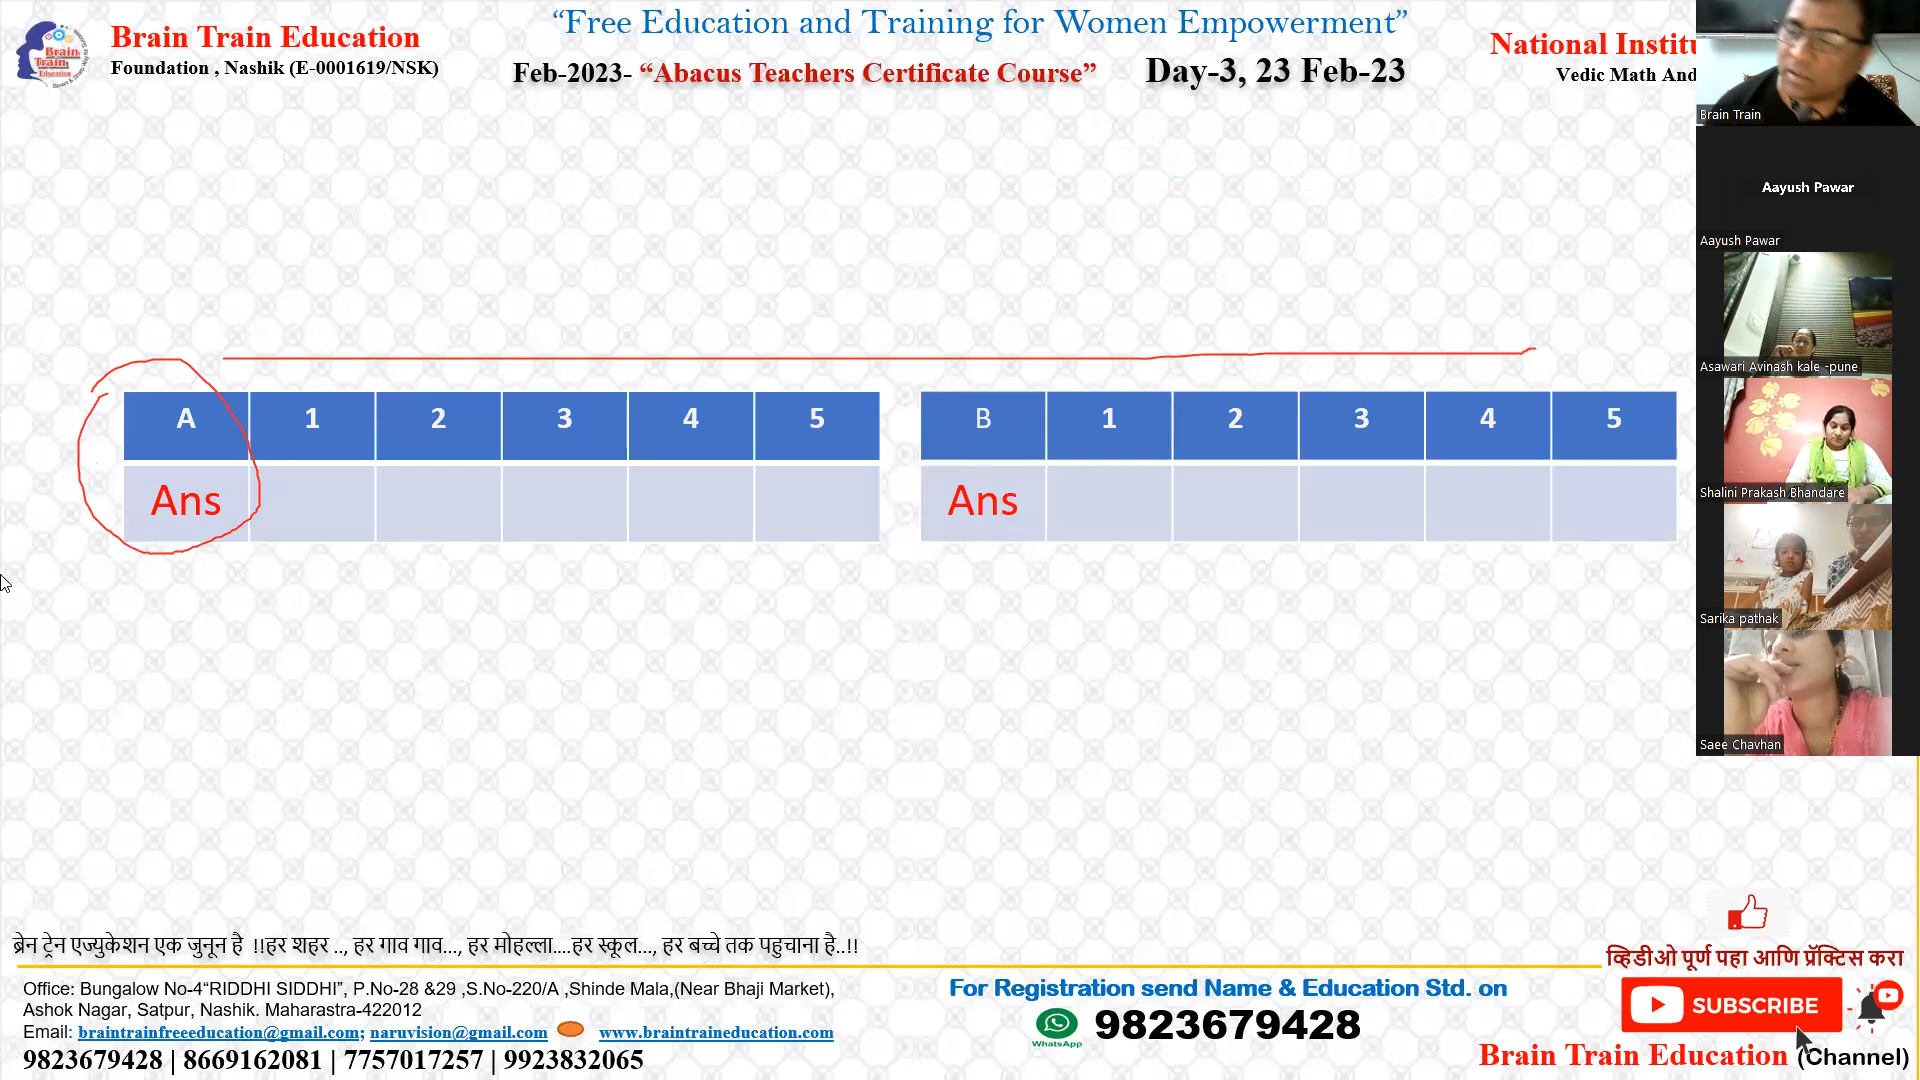 “Free Education and Training for Women Empowerment”
Brain Train Education
Foundation , Nashik (E-0001619/NSK)
Feb-2023- “Abacus Teachers Certificate Course”
Day-3, 23 Feb-23
National Institu
Vedic Math And
Brain Train Education
Brain Train
Aayush Pawar
Aayush Pawar
Asawari Avinash kale -pune
Shalini Prakash Bhandare
Sarika pathak
Saee Chavhan
A 1 2 3 4 5
Ans
B 1 2 3 4 5
Ans
ब्रेन ट्रेन एज्युकेशन एक जुनून है !!हर शहर .., हर गाव गाव..., हर मोहल्ला....हर स्कूल..., हर बच्चे तक पहुचाना है..!!
व्हिडीओ पूर्ण पहा आणि प्रॅक्टिस करा
Office: Bungalow No-4“RIDDHI SIDDHI”, P.No-28 &29 ,S.No-220/A ,Shinde Mala,(Near Bhaji Market),
Ashok Nagar, Satpur, Nashik. Maharastra-422012
Email: braintrainfreeeducation@gmail.com; naruvision@gmail.com www.braintraineducation.com
9823679428 | 8669162081 | 7757017257 | 9923832065
For Registration send Name & Education Std. on
WhatsApp
9823679428
SUBSCRIBE
Brain Train Education (Channel)